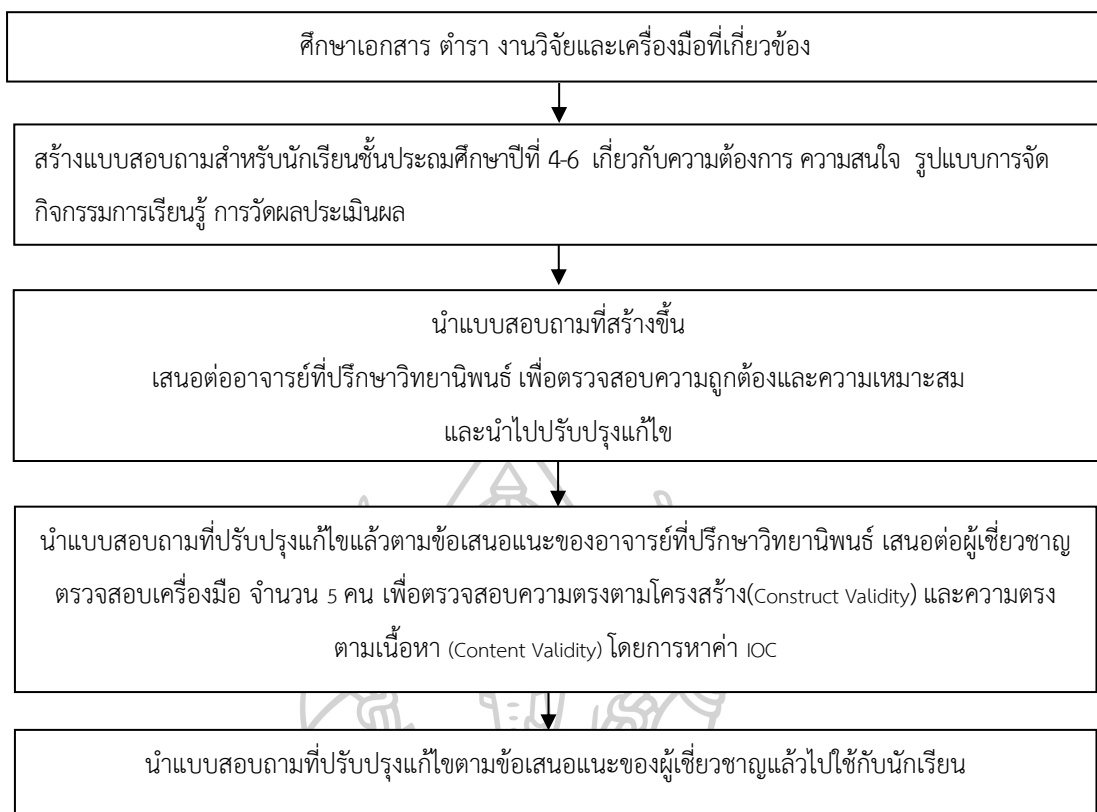 ศึกษาเอกสาร ตำรา งานวิจัยและเครื่องมือที่เกี่ยวข้อง
สร้างแบบสอบถามสำหรับนักเรียนชั้นประถมศึกษาปีที่ 4-6 เกี่ยวกับความต้องการ ความสนใจ รูปแบบการจัด
กิจกรรมการเรียนรู้ การวัดผลประเมินผล
นำแบบสอบถามที่สร้างขึ้น
เสนอต่ออาจารย์ที่ปรึกษาวิทยานิพนธ์ เพื่อตรวจสอบความถูกต้องและความเหมาะสม
และนำไปปรับปรุงแก้ไข
นำแบบสอบถามที่ปรับปรุงแก้ไขแล้วตามข้อเสนอแนะของอาจารย์ที่ปรึกษาวิทยานิพนธ์ เสนอต่อผู้เชี่ยวชาญ
ตรวจสอบเครื่องมือ จำนวน 5 คน เพื่อตรวจสอบความตรงตามโครงสร้าง(Construct Validity) และความตรง
ตามเนื้อหา (Content Validity) โดยการหาค่า IOC
นำแบบสอบถามที่ปรับปรุงแก้ไขตามข้อเสนอแนะของผู้เชี่ยวชาญแล้วไปใช้กับนักเรียน